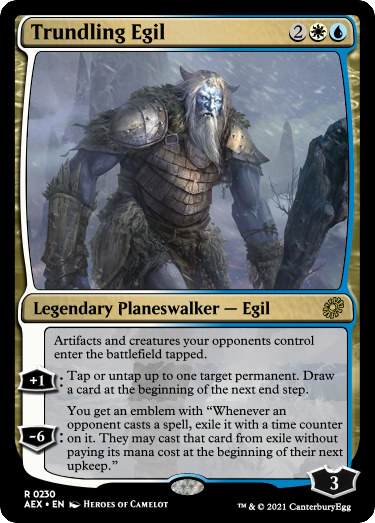 Trundling Egil 2
Legendary Planeswalker — Egil
Artifacts and creatures your opponents control
enter the battlefield tapped.
+1
Tap or untap up to one target permanent. Draw
a card at the beginning of the next end step.
-6
You get an emblem with “Whenever an
opponent casts a spell, exile it with a time counter
on it. They may cast that card from exile without
paying its mana cost at the beginning of their next
upkeep.”
3
R 0230
AEX • EN Heroes of Camelot
™ & © 2021 CanterburyEgg